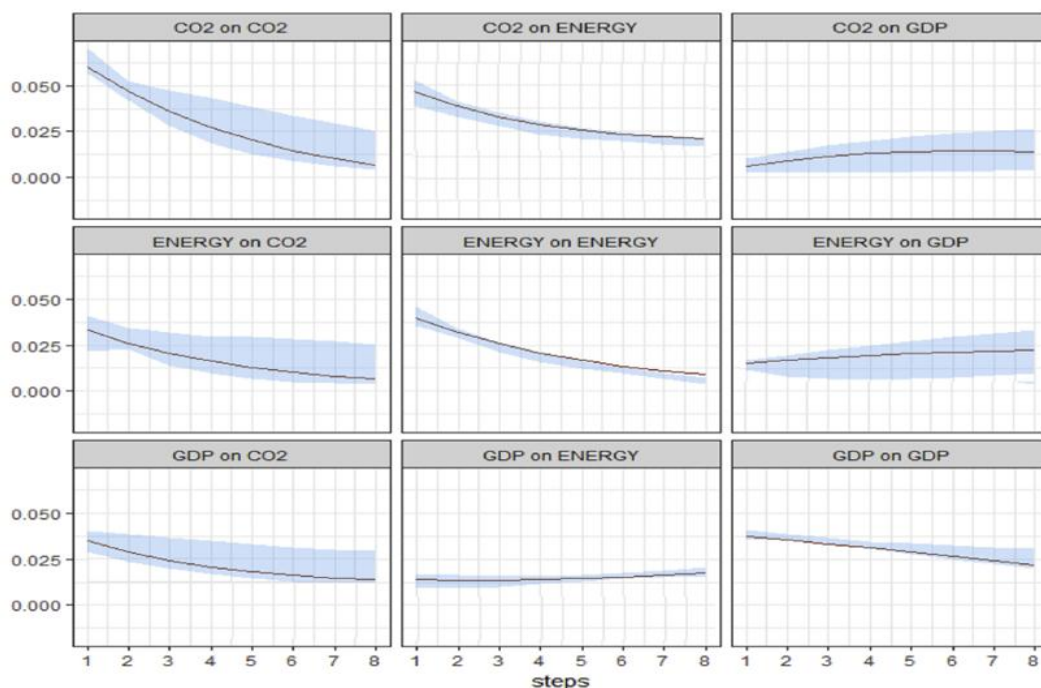 CO2 on CO2 CO2 on ENERGY CO2 on GDP
0.050
0.025
0.000
ENERGY on CO2 ENERGY on ENERGY ENERGY on GDP
0.050
0.025
0.000
GDP on CO2 GDP on ENERGY GDP on GDP
0.050
0.025
0.000
1 2 3 4 5 6 7 8 1 2 3 4 5 6 7 8 1 2 3 4 5 6 7 8
steps